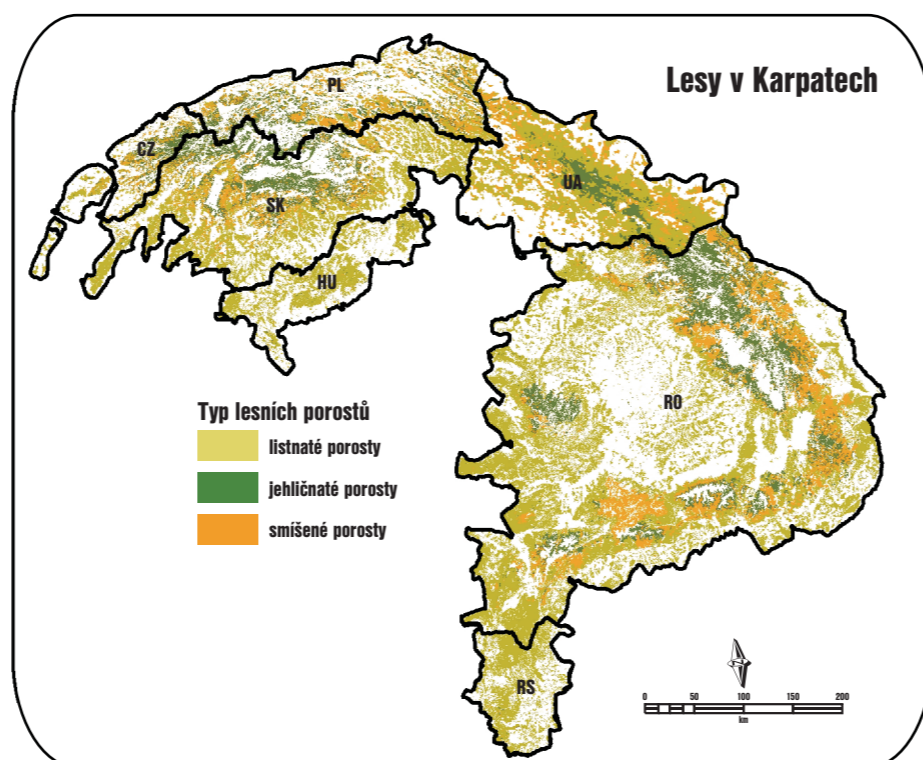 Lesy v Karpatech
PL
CZ
SK
UA
HU
RO
RS
Typ lesních porostů
listnaté porosty
jehličnaté porosty
smíšené porosty
0 50 100 150 200
km